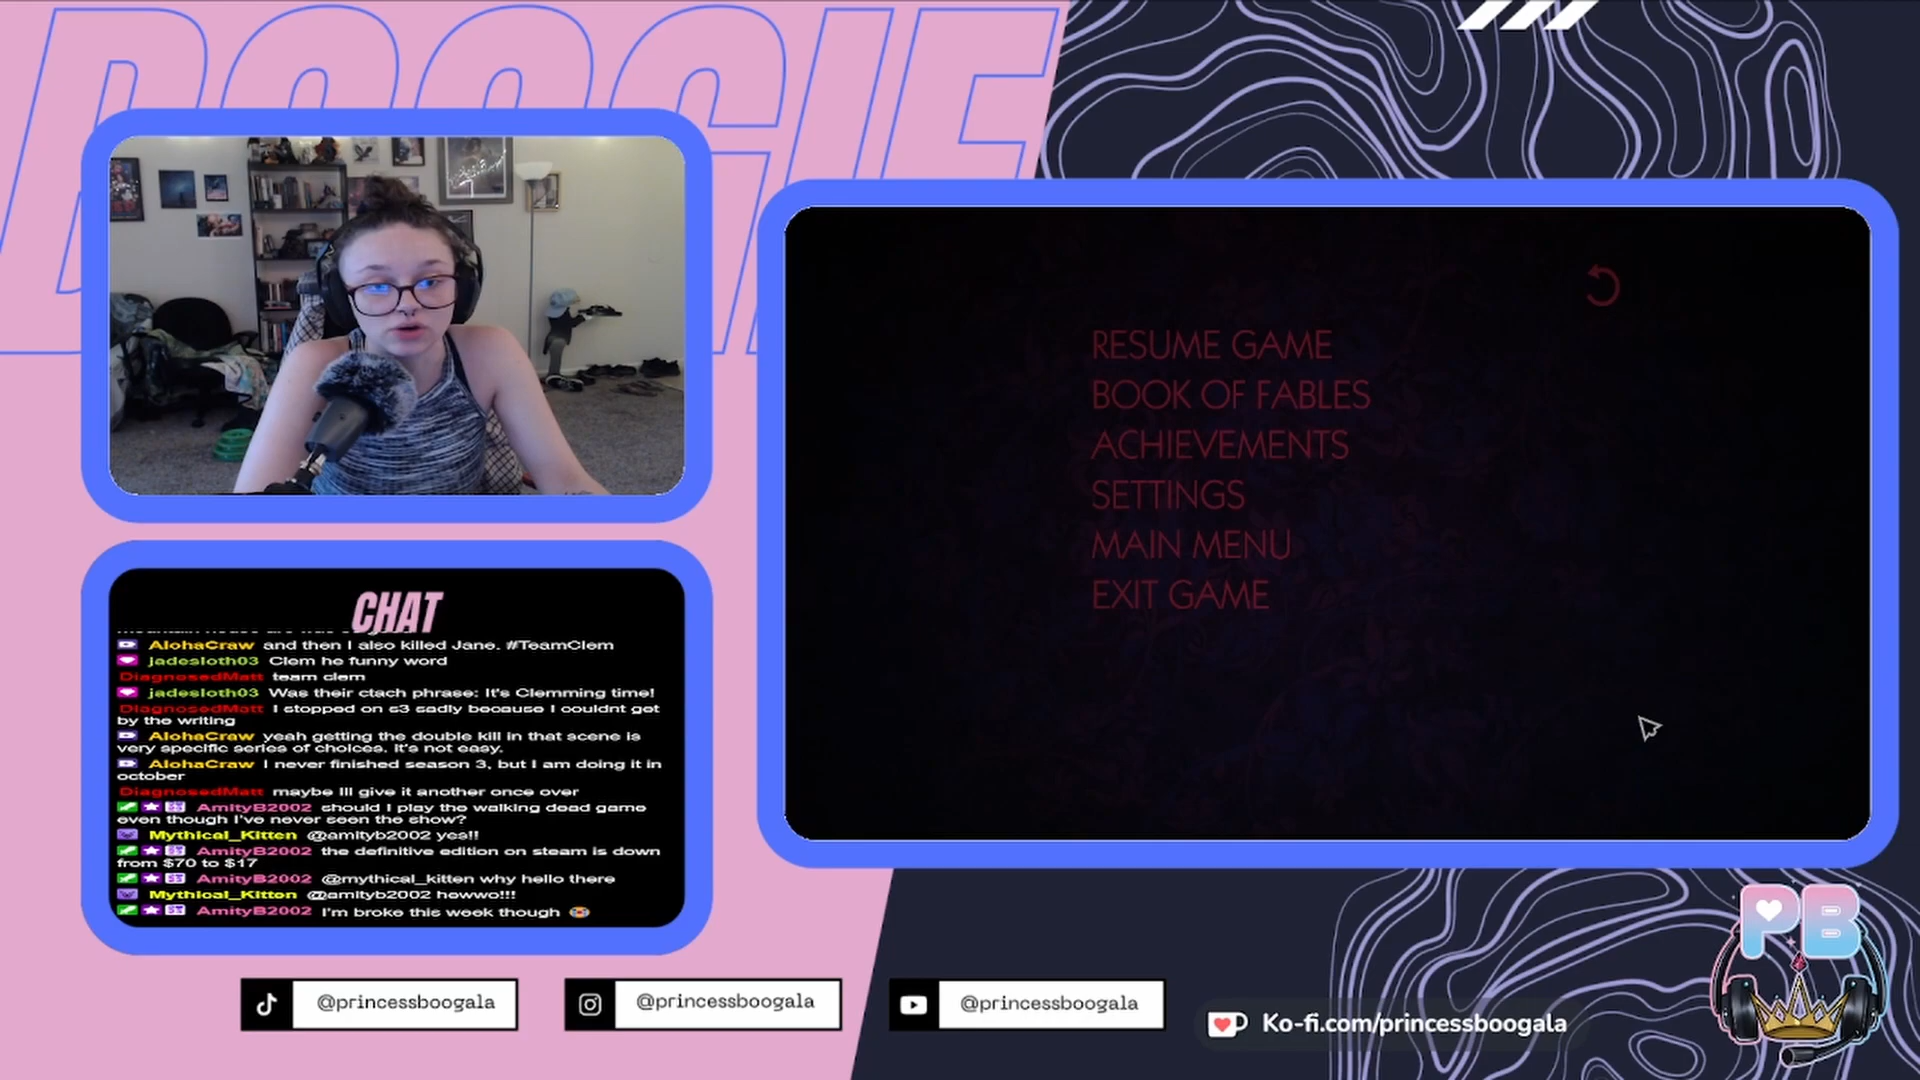 BOOGIE
CHAT
AlohaCraw and then I also killed Jane. #TeamClem
jadesloth03 Clem he funny word
DiagnosedMatt team clem
jadesloth03 Was their ctach phrase: It's Clemming time!
DiagnosedMatt I stopped on s3 sadly because I couldnt get
by the writing
AlohaCraw yeah getting the double kill in that scene is
very specific series of choices. It's not easy.
AlohaCraw I never finished season 3, but I am doing it in
october
DiagnosedMatt maybe Ill give it another once over
AmityB2002 should I play the walking dead game
even though I've never seen the show?
Mythical_Kitten @amityb2002 yes!!
AmityB2002 the definitive edition on steam is down
from $70 to $17
AmityB2002 @mythical_kitten why hello there
Mythical_Kitten @amityb2002 hewwo!!!
AmityB2002 I'm broke this week though
RESUME GAME
BOOK OF FABLES
ACHIEVEMENTS
SETTINGS
MAIN MENU
EXIT GAME
@princessboogala
@princessboogala
@princessboogala
Ko-fi.com/princessboogala
PB